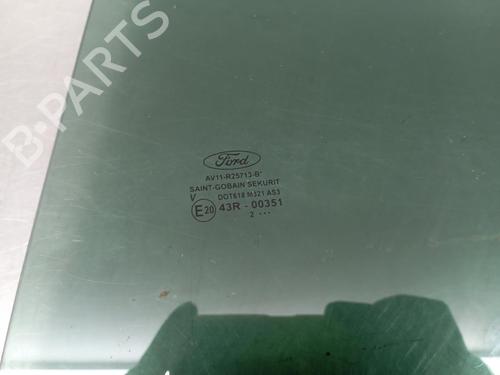 B-PARTS
Ford
AV11-R25713-B*
SAINT-GOBAIN SEKURIT
V DOT618 M321 AS3
E20 43R - 00351
2 ...